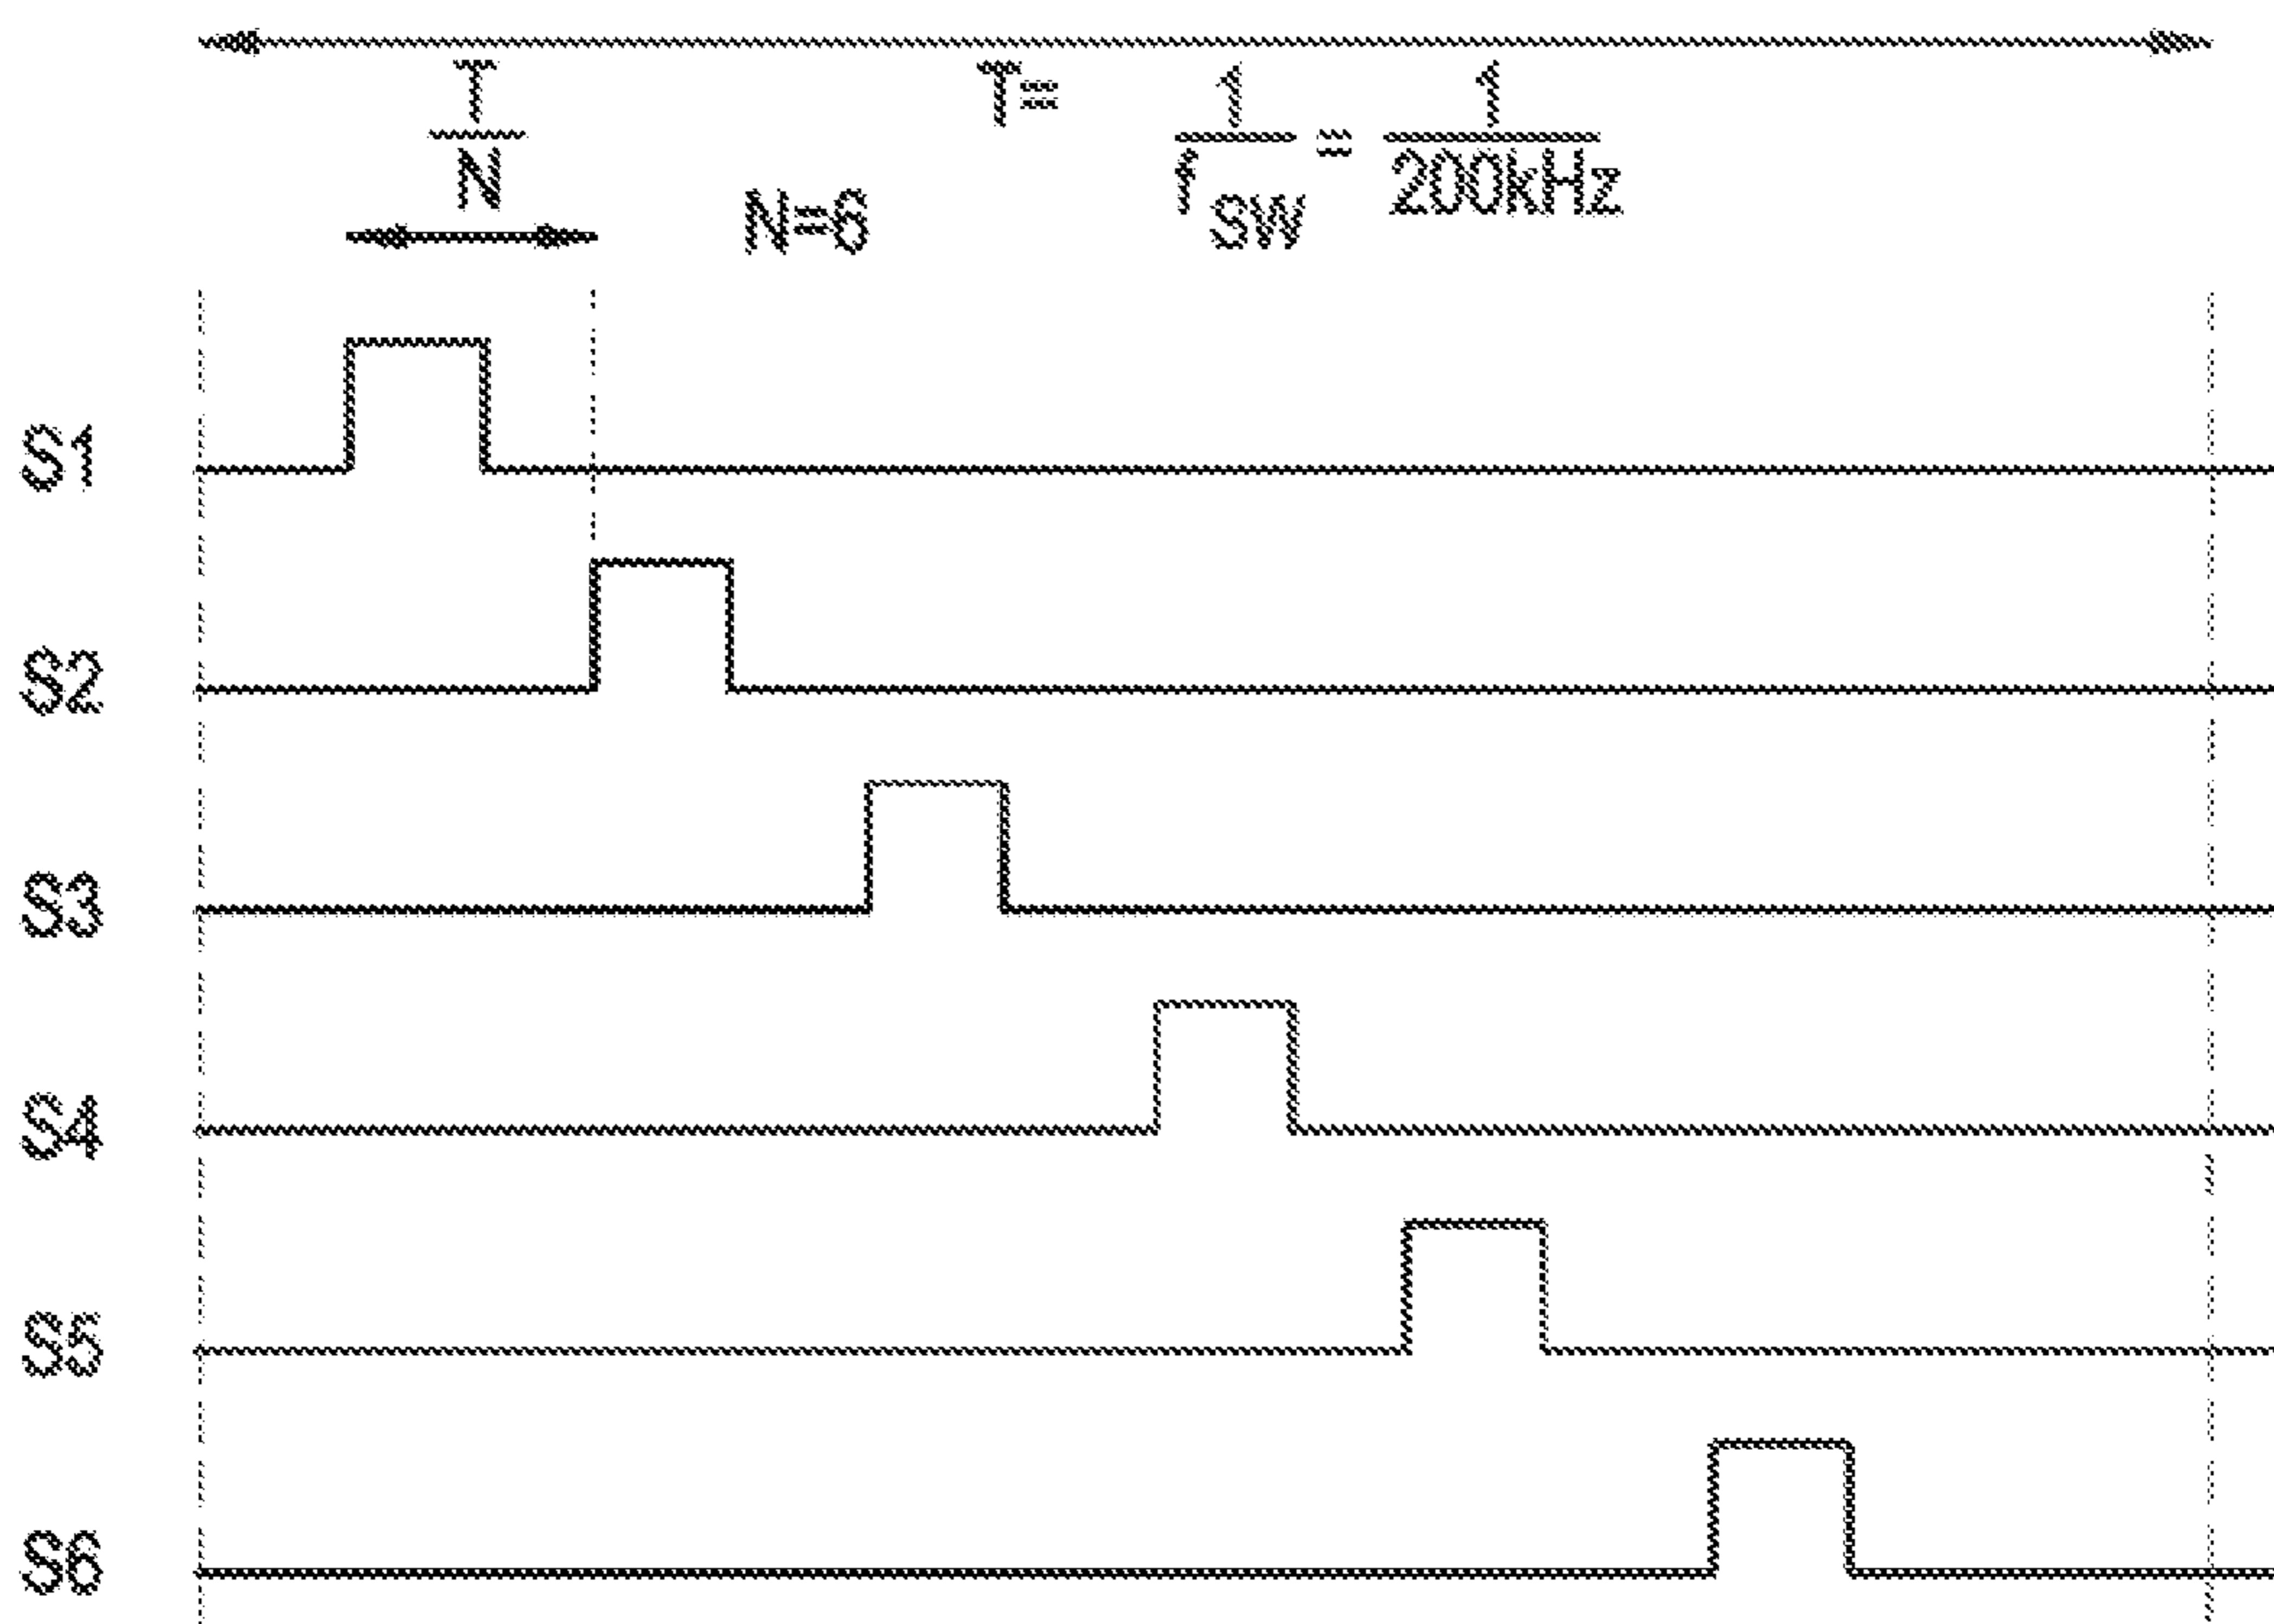 T/N
N=6
T= 1/fSW = 1/200kHz
S1
S2
S3
S4
S5
S6